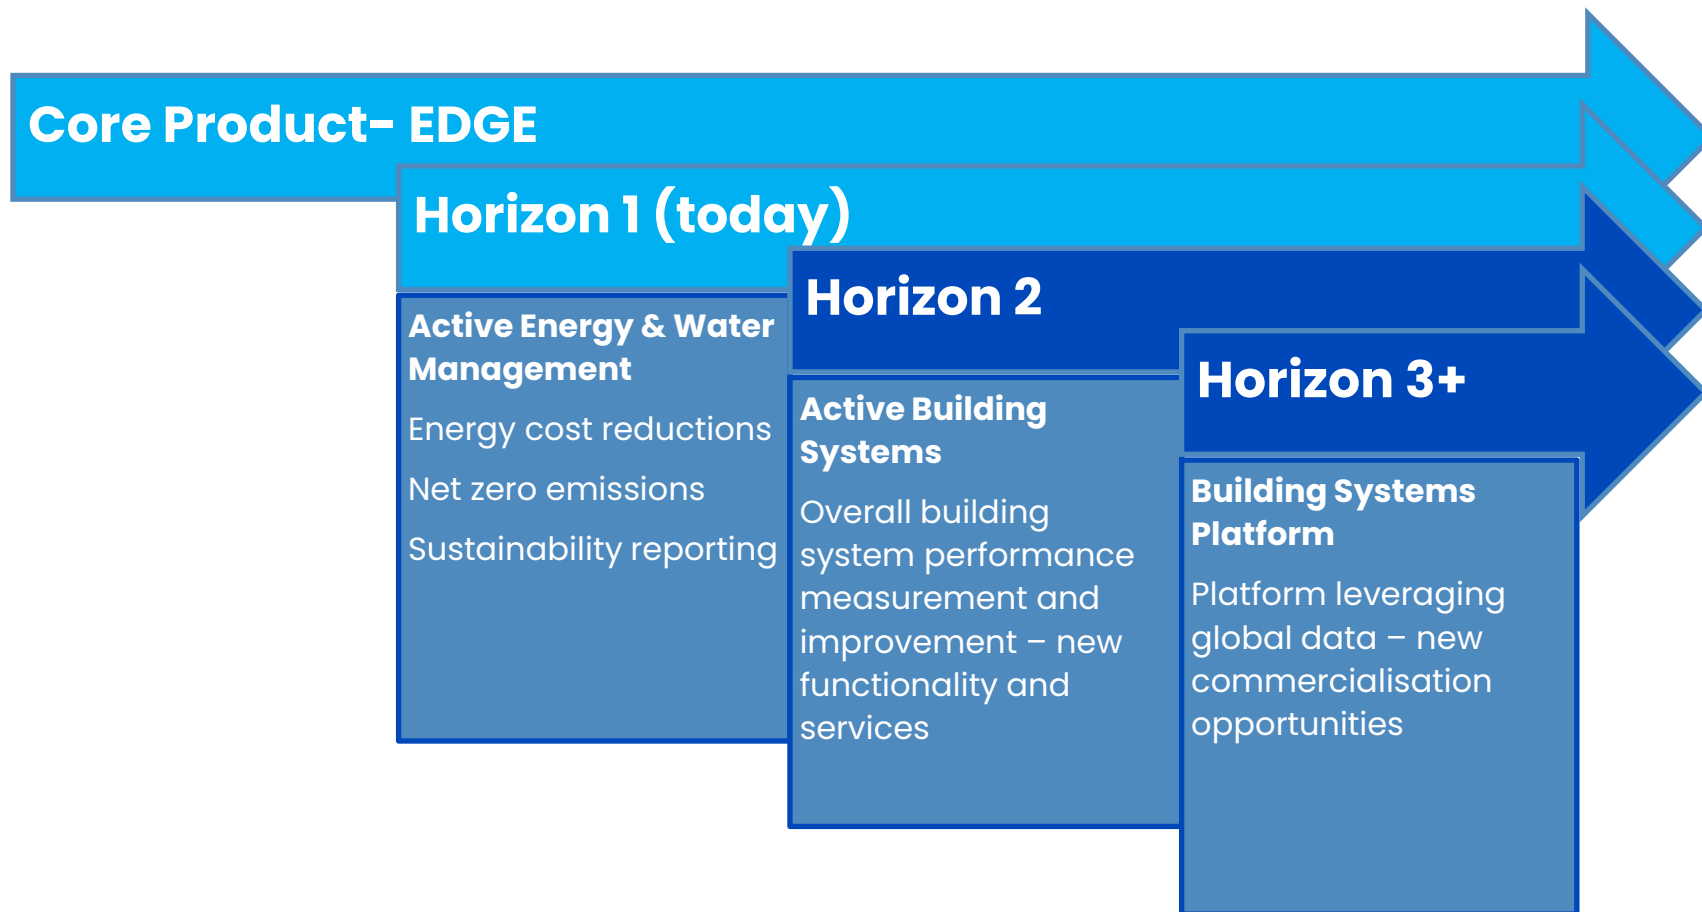 Core Product- EDGE
Horizon 1 (today)
Active Energy & Water
Management
Energy cost reductions
Net zero emissions
Sustainability reporting
Horizon 2
Active Building
Systems
Overall building
system performance
measurement and
improvement – new
functionality and
services
Horizon 3+
Building Systems
Platform
Platform leveraging
global data – new
commercialisation
opportunities